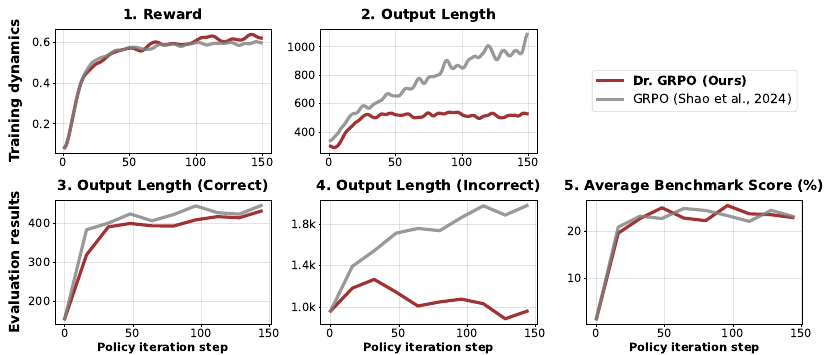 1. Reward
2. Output Length
Training dynamics
0.6
0.4
0.2
0
50
100
150
1000
800
600
400
0
50
100
150
Dr. GRPO (Ours)
GRPO (Shao et al., 2024)
3. Output Length (Correct)
4. Output Length (Incorrect)
5. Average Benchmark Score (%)
Evaluation results
400
300
200
0
50
100
150
Policy iteration step
1.8k
1.4k
1.0k
0
50
100
150
Policy iteration step
20
10
0
50
100
150
Policy iteration step